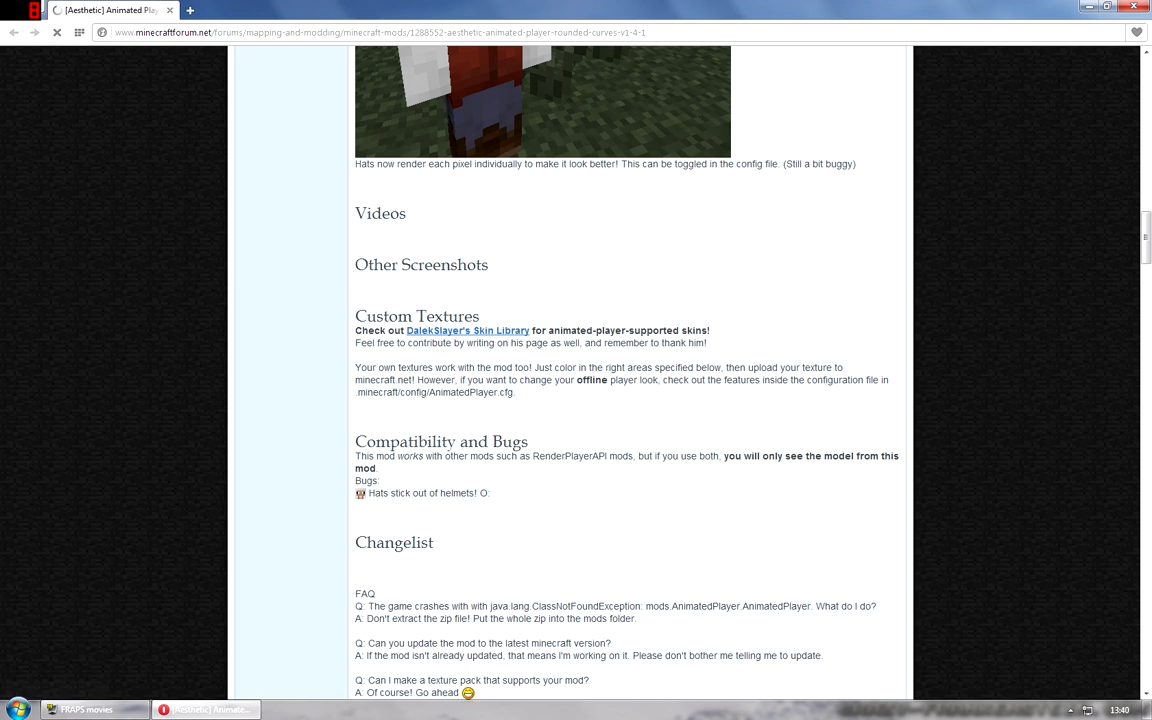 8
[Aesthetic] Animated Play
www.minecraftforum.net/forums/mapping-and-modding/minecraft-mods/1288552-aesthetic-animated-player-rounded-curves-v1-4-1
Hats now render each pixel individually to make it look better! This can be toggled in the config file. (Still a bit buggy)
Videos
Other Screenshots
Custom Textures
Check out DalekSlayer's Skin Library for animated-player-supported skins!
Feel free to contribute by writing on his page as well, and remember to thank him!
Your own textures work with the mod too! Just color in the right areas specified below, then upload your texture to
minecraft.net! However, if you want to change your offline player look, check out the features inside the configuration file in
.minecraft/config/AnimatedPlayer.cfg.
Compatibility and Bugs
This mod works with other mods such as RenderPlayerAPI mods, but if you use both, you will only see the model from this
mod.
Bugs:
Hats stick out of helmets! O:
Changelist
FAQ
Q: The game crashes with with java.lang.ClassNotFoundException: mods.AnimatedPlayer.AnimatedPlayer. What do I do?
A: Don't extract the zip file! Put the whole zip into the mods folder.
Q: Can you update the mod to the latest minecraft version?
A: If the mod isn't already updated, that means I'm working on it. Please don't bother me telling me to update.
Q: Can I make a texture pack that supports your mod?
A: Of course! Go ahead
FRAPS movies
[Aesthetic] Animate...
13:40